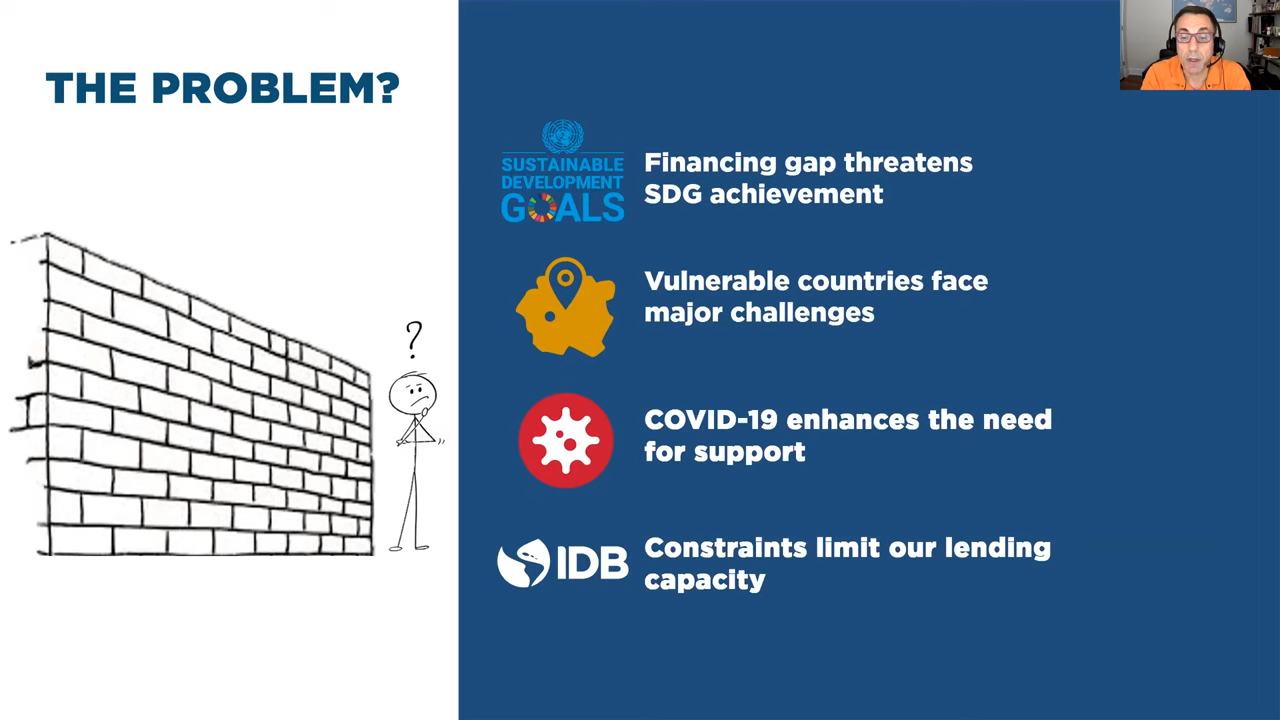 THE PROBLEM?
?
SUSTAINABLE
DEVELOPMENT
GOALS
Financing gap threatens
SDG achievement
Vulnerable countries face
major challenges
COVID-19 enhances the need
for support
IDB
Constraints limit our lending
capacity